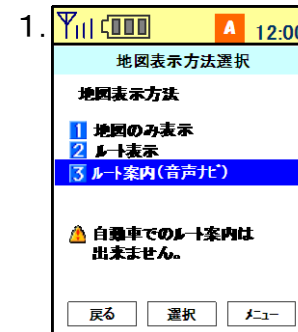 1.
A 12:00
地図表示方法選択
地図表示方法
1 地図のみ表示
2 ルート表示
3 ルート案内(音声ナビ)
自動車でのルート案内は
出来ません。
戻る 選択 メニュー